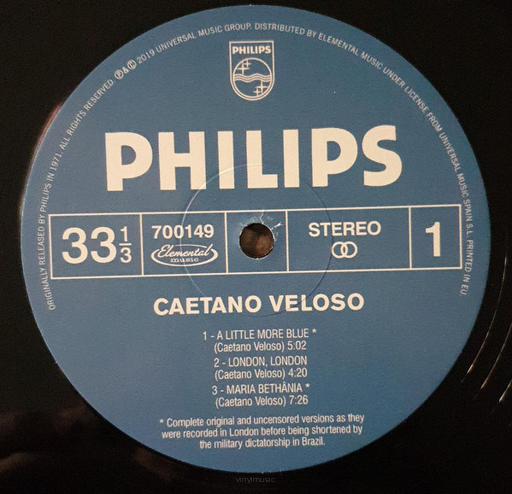 ORIGINALLY RELEASED BY PHILIPS IN 1971. ALL RIGHTS RESERVED ℗&© 2019 UNIVERSAL MUSIC GROUP. DISTRIBUTED BY ELEMENTAL MUSIC UNDER LICENSE FROM UNIVERSAL MUSIC SPAIN S.L. PRINTED IN EU.
PHILIPS
PHILIPS
33 1/3
700149
Elemental
STEREO
1
CAETANO VELOSO
1 - A LITTLE MORE BLUE *
(Caetano Veloso) 5:02
2 - LONDON, LONDON
(Caetano Veloso) 4:20
3 - MARIA BETHÂNIA *
(Caetano Veloso) 7:26
* Complete original and uncensored versions as they
were recorded in London before being shortened by
the military dictatorship in Brazil.
vinylmusic